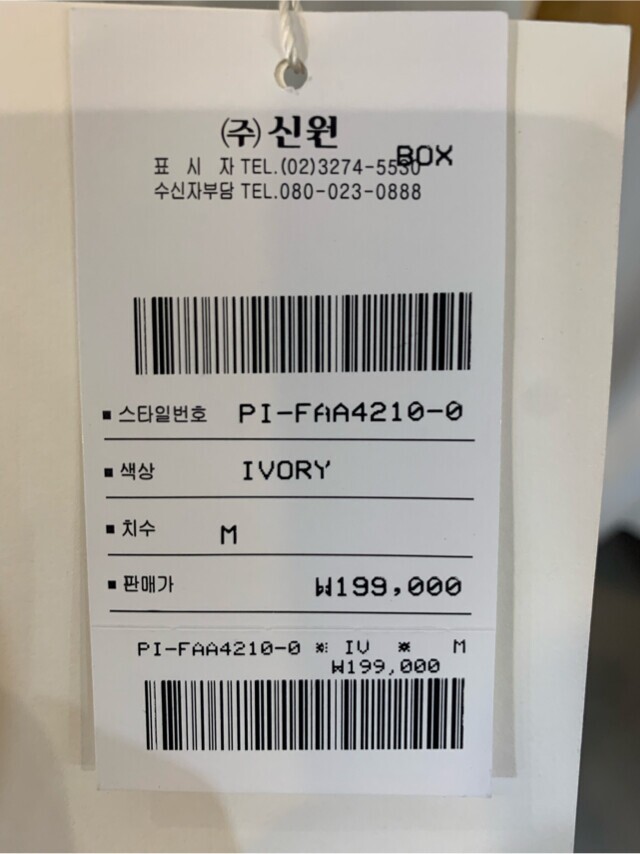 (주)신원
BOX
표 시 자 TEL.(02)3274-5530
수신자부담 TEL.080-023-0888
■ 스타일번호 PI-FAA4210-0
■ 색상 IVORY
■ 치수 M
■ 판매가 ₩199,000
PI-FAA4210-0 ※ IV ※ M
₩199,000